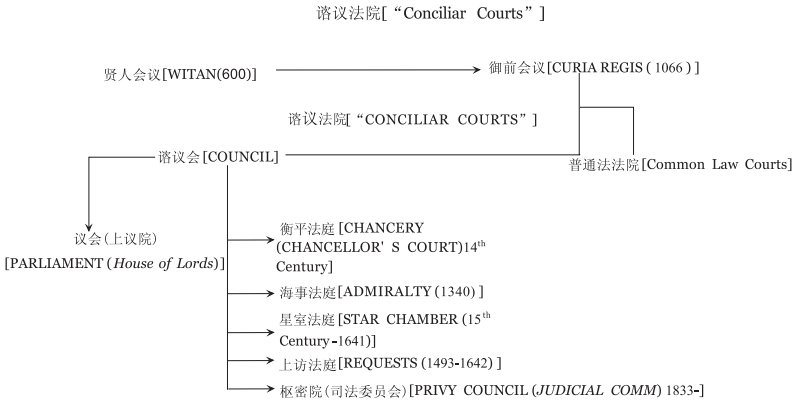 谘议法院[“Conciliar Courts”]
贤人会议[WITAN(600)]
御前会议[CURIA REGIS ( 1066 ) ]
谘议法院[“CONCILIAR COURTS”]
谘议会[COUNCIL]
普通法法院[Common Law Courts]
议会(上议院)
[PARLIAMENT (House of Lords)]
衡平法庭 [CHANCERY
(CHANCELLOR' S COURT)14th
Century]
海事法庭[ADMIRALTY (1340) ]
星室法庭[STAR CHAMBER (15th
Century-1641)]
上访法庭[REQUESTS (1493-1642) ]
枢密院(司法委员会)[PRIVY COUNCIL (JUDICIAL COMM) 1833-]